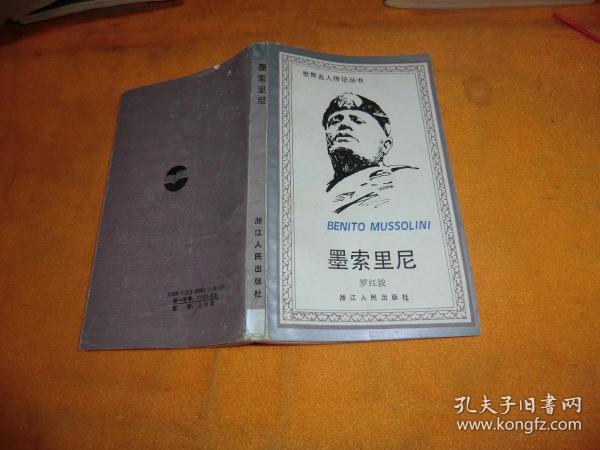 世界名人传记丛书
BENITO MUSSOLINI
墨索里尼
罗红波
浙江人民出版社
墨索里尼
浙江人民出版社
孔夫子旧书网
www.kongfz.com